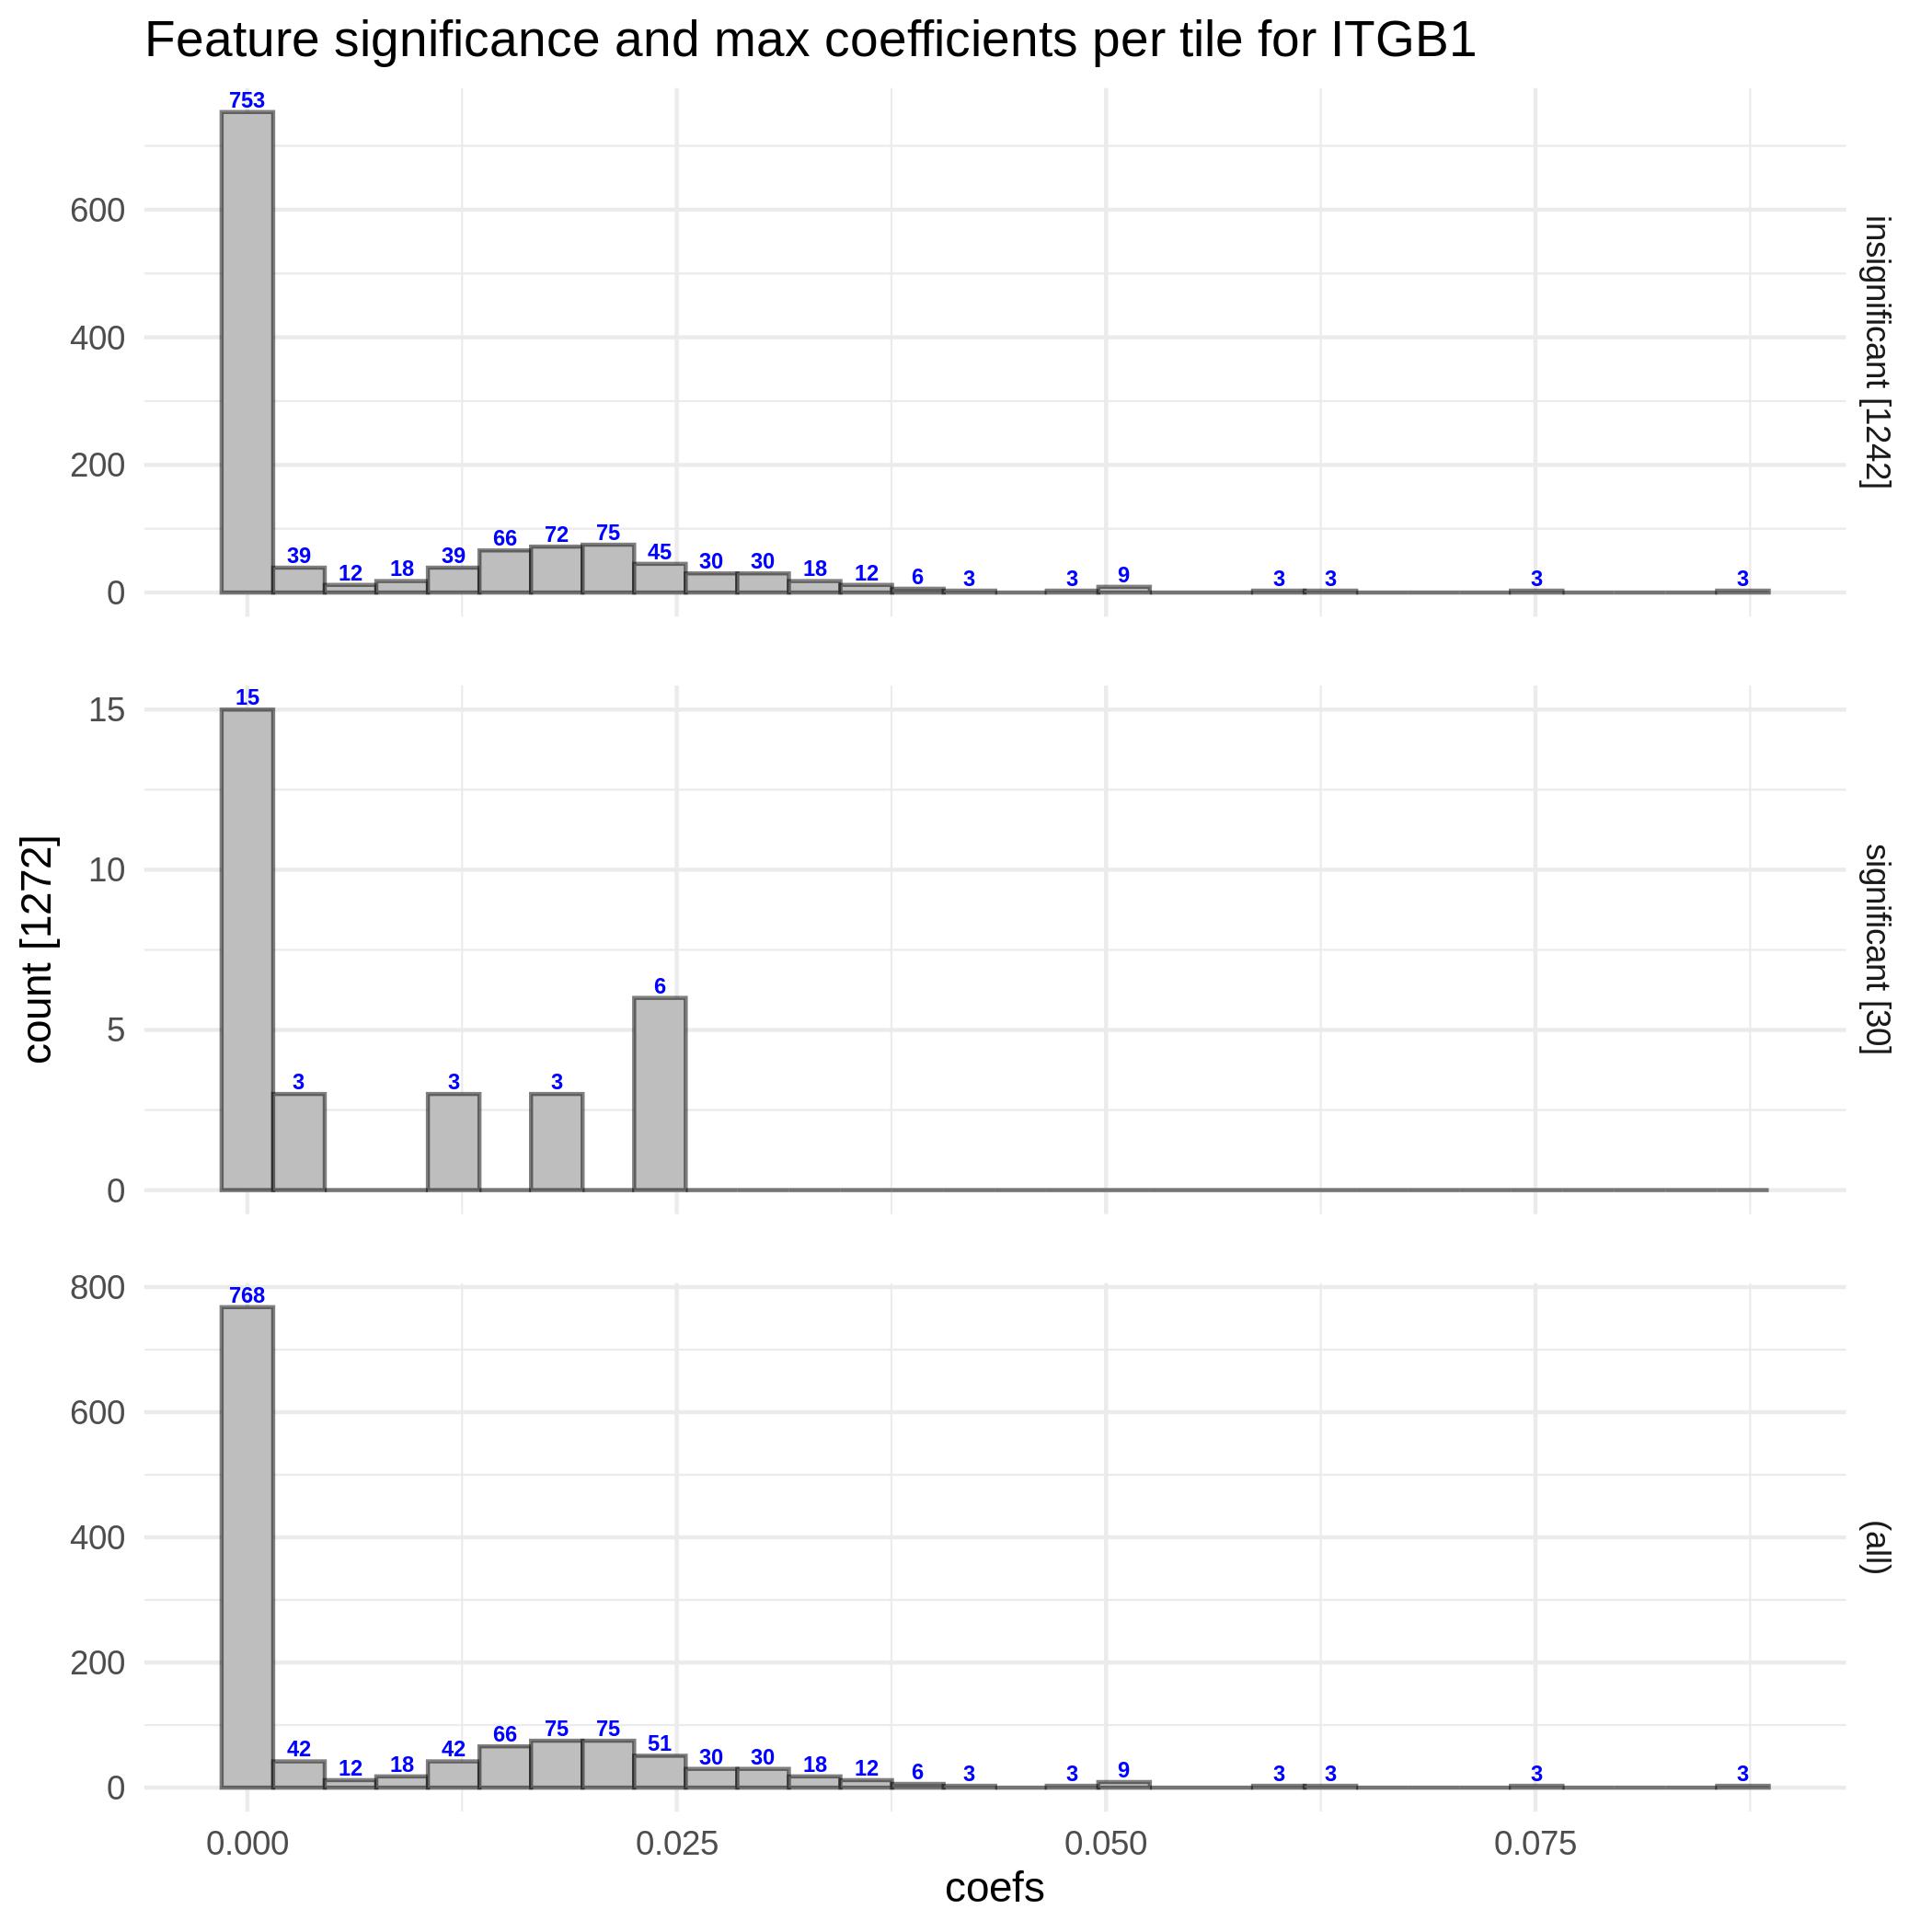 Feature significance and max coefficients per tile for ITGB1
753
39 12 18 39 66 72 75 45 30 30 18 12 6 3 3 9 3 3 3 3
600
400
200
0
insignificant [1242]
15
3 3 3 6
15
10
5
0
significant [30]
count [1272]
768
42 12 18 42 66 75 75 51 30 30 18 12 6 3 3 9 3 3 3 3
800
600
400
200
0
(all)
0.000 0.025 0.050 0.075
coefs